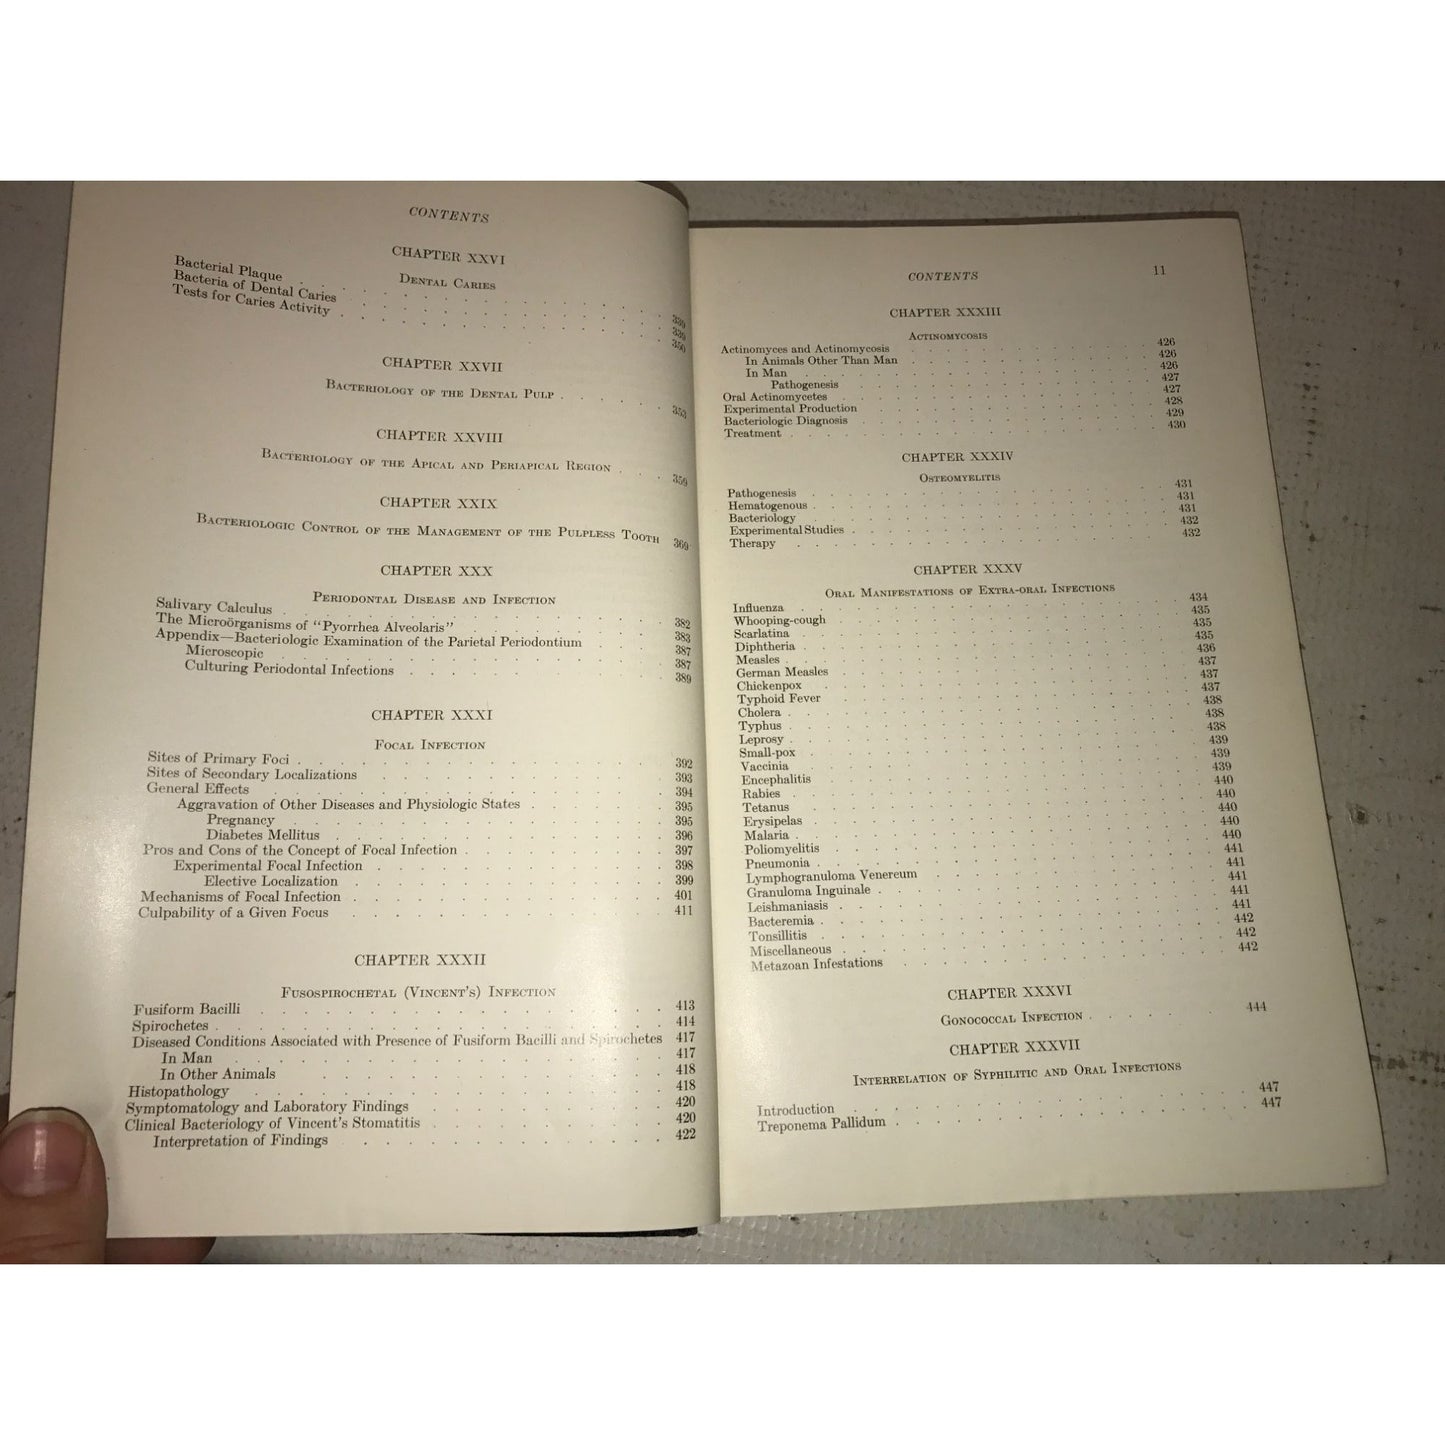 CONTENTS
CHAPTER XXVI
DENTAL CARIES
Bacterial Plaque . . . . . . . . 339
Bacteria of Dental Caries . . . . . . . . 339
Tests for Caries Activity . . . . . . . . 350
CHAPTER XXVII
BACTERIOLOGY OF THE DENTAL PULP . . . . . . 353
CHAPTER XXVIII
BACTERIOLOGY OF THE APICAL AND PERIAPICAL REGION . . . . 359
CHAPTER XXIX
BACTERIOLOGIC CONTROL OF THE MANAGEMENT OF THE PULPLESS TOOTH 369
CHAPTER XXX
PERIODONTAL DISEASE AND INFECTION
Salivary Calculus . . . . . . . . 382
The Microörganisms of "Pyorrhea Alveolaris" . . . . . . . . 383
Appendix—Bacteriologic Examination of the Parietal Periodontium . . . . 387
Microscopic . . . . . . . . 387
Culturing Periodontal Infections . . . . . . . . 389
CHAPTER XXXI
FOCAL INFECTION
Sites of Primary Foci . . . . . . . . 392
Sites of Secondary Localizations . . . . . . . . 393
General Effects . . . . . . . . 394
Aggravation of Other Diseases and Physiologic States . . . . . 395
Pregnancy . . . . . . . . 395
Diabetes Mellitus . . . . . . . . 396
Pros and Cons of the Concept of Focal Infection . . . . . . . . 397
Experimental Focal Infection . . . . . . . . 398
Elective Localization . . . . . . . . 399
Mechanisms of Focal Infection . . . . . . . . 401
Culpability of a Given Focus . . . . . . . . 411
CHAPTER XXXII
FUSOSPIROCHETAL (VINCENT'S) INFECTION
Fusiform Bacilli . . . . . . . . 413
Spirochetes . . . . . . . . 414
Diseased Conditions Associated with Presence of Fusiform Bacilli and Spirochetes 417
In Man . . . . . . . . 417
In Other Animals . . . . . . . . 418
Histopathology . . . . . . . . 418
Symptomatology and Laboratory Findings . . . . . . . . 420
Clinical Bacteriology of Vincent's Stomatitis . . . . . . . . 420
Interpretation of Findings . . . . . . . . 422
CONTENTS 11
CHAPTER XXXIII
ACTINOMYCOSIS
Actinomyces and Actinomycosis . . . . . . . . 426
In Animals Other Than Man . . . . . . . . 426
In Man . . . . . . . . 426
Pathogenesis . . . . . . . . 427
Oral Actinomycetes . . . . . . . . 427
Experimental Production . . . . . . . . 428
Bacteriologic Diagnosis . . . . . . . . 429
Treatment . . . . . . . . 430
CHAPTER XXXIV
OSTEOMYELITIS
Pathogenesis . . . . . . . . 431
Hematogenous . . . . . . . . 431
Bacteriology . . . . . . . . 431
Experimental Studies . . . . . . . . 432
Therapy . . . . . . . . 432
CHAPTER XXXV
ORAL MANIFESTATIONS OF EXTRA-ORAL INFECTIONS
Influenza . . . . . . . . 434
Whooping-cough . . . . . . . . 435
Scarlatina . . . . . . . . 435
Diphtheria . . . . . . . . 435
Measles . . . . . . . . 436
German Measles . . . . . . . . 437
Chickenpox . . . . . . . . 437
Typhoid Fever . . . . . . . . 437
Cholera . . . . . . . . 438
Typhus . . . . . . . . 438
Leprosy . . . . . . . . 438
Small-pox . . . . . . . . 439
Vaccinia . . . . . . . . 439
Encephalitis . . . . . . . . 439
Rabies . . . . . . . . 440
Tetanus . . . . . . . . 440
Erysipelas . . . . . . . . 440
Malaria . . . . . . . . 440
Poliomyelitis . . . . . . . . 440
Pneumonia . . . . . . . . 441
Lymphogranuloma Venereum . . . . . . . . 441
Granuloma Inguinale . . . . . . . . 441
Leishmaniasis . . . . . . . . 441
Bacteremia . . . . . . . . 441
Tonsillitis . . . . . . . . 442
Miscellaneous . . . . . . . . 442
Metazoan Infestations . . . . . . . . 442
CHAPTER XXXVI
GONOCOCCAL INFECTION . . . . . . 444
CHAPTER XXXVII
INTERRELATION OF SYPHILITIC AND ORAL INFECTIONS
Introduction . . . . . . . . 447
Treponema Pallidum . . . . . . . . 447